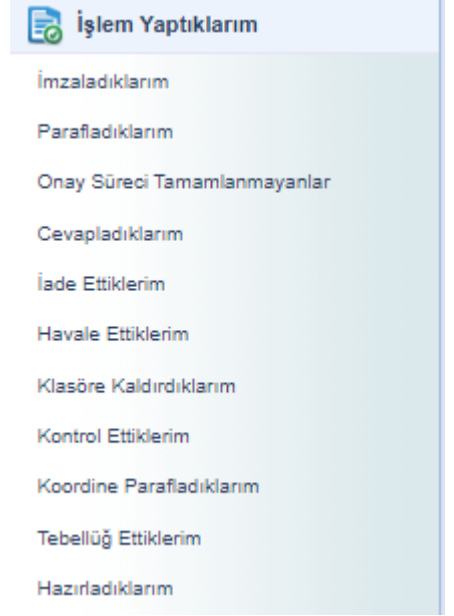 İşlem Yaptıklarım
İmzaladıklarım
Parafladıklarım
Onay Süreci Tamamlanmayanlar
Cevapladıklarım
İade Ettiklerim
Havale Ettiklerim
Klasöre Kaldırdıklarım
Kontrol Ettiklerim
Koordine Parafladıklarım
Tebellüğ Ettiklerim
Hazırladıklarım